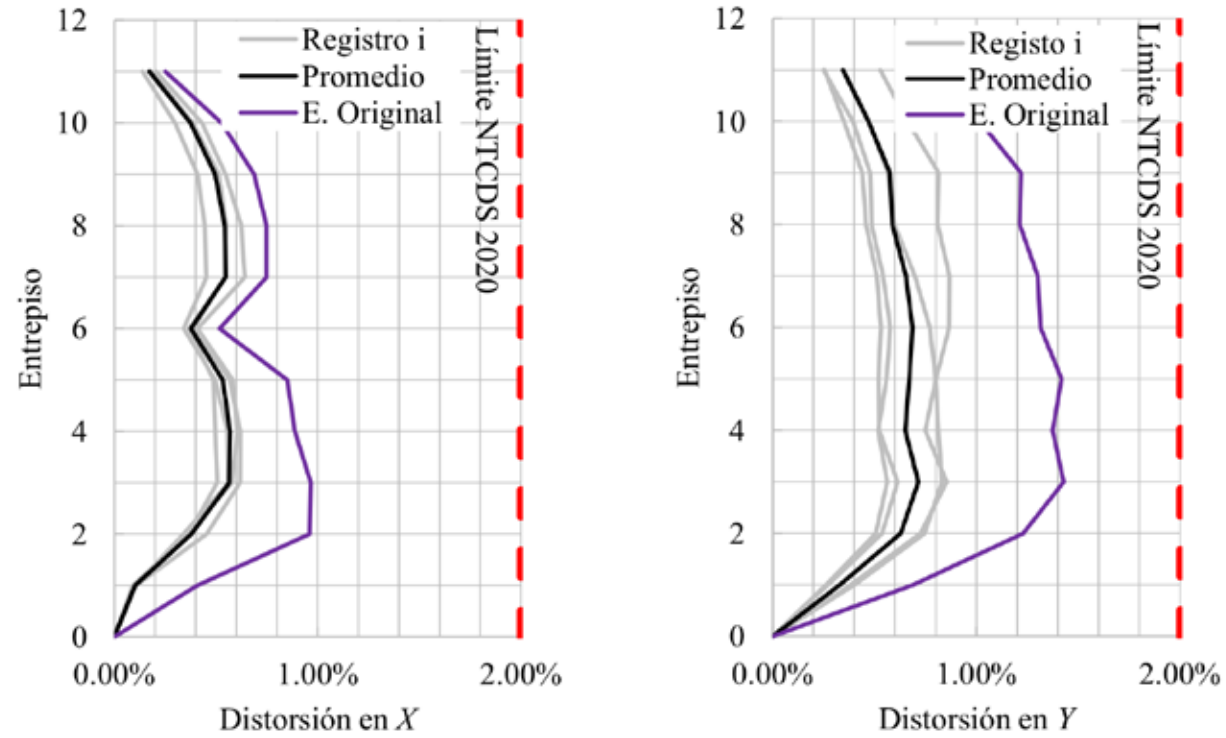 12
10
8
6
4
2
0
Entrepiso
Registro i
Promedio
E. Original
Límite NTCDS 2020
0.00%
1.00%
2.00%
Distorsión en X
12
10
8
6
4
2
0
Entrepiso
Registo i
Promedio
E. Original
Límite NTCDS 2020
0.00%
1.00%
2.00%
Distorsión en Y